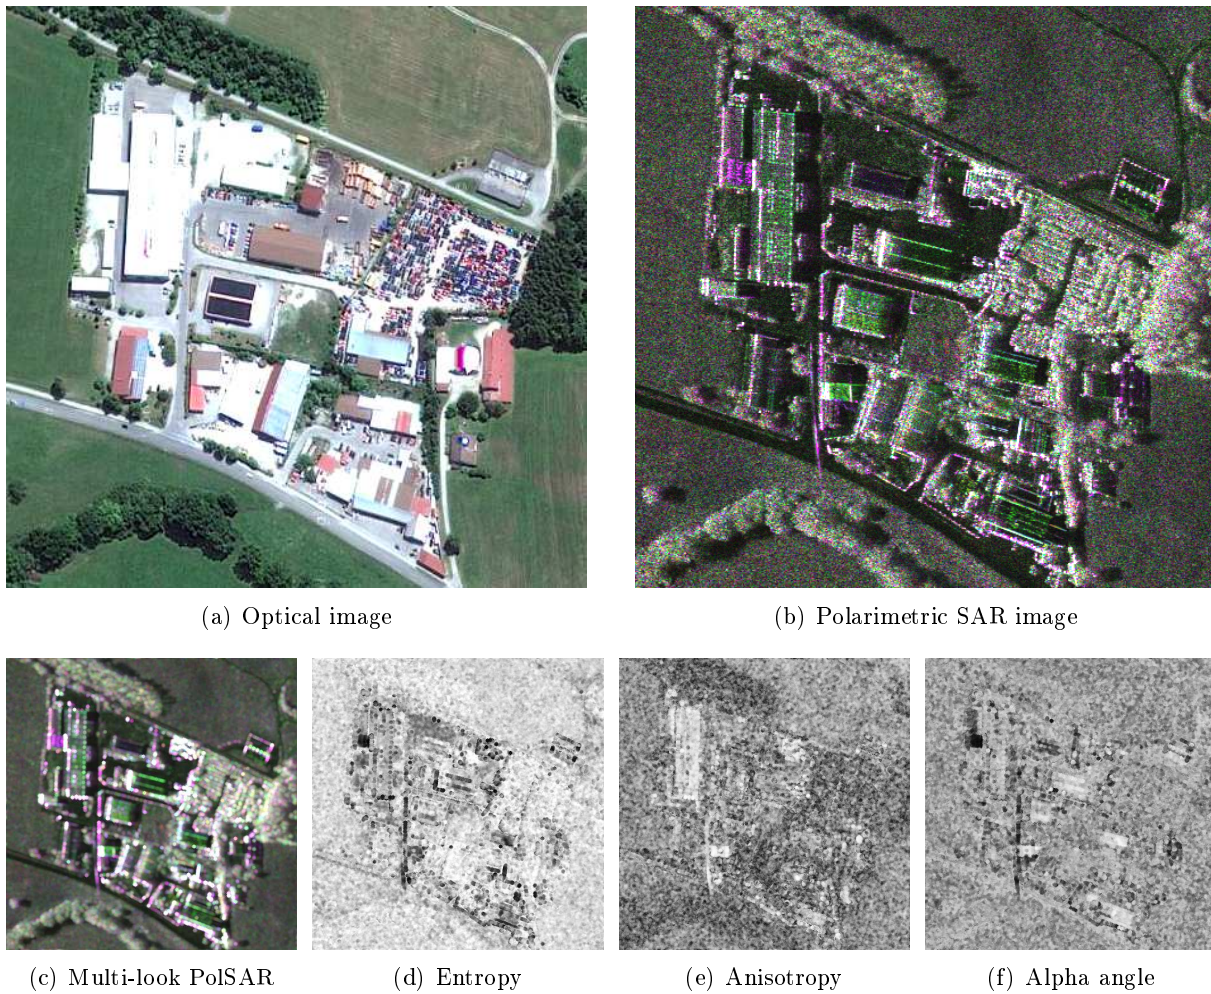 (a) Optical image
(b) Polarimetric SAR image
(c) Multi-look PolSAR
(d) Entropy
(e) Anisotropy
(f) Alpha angle